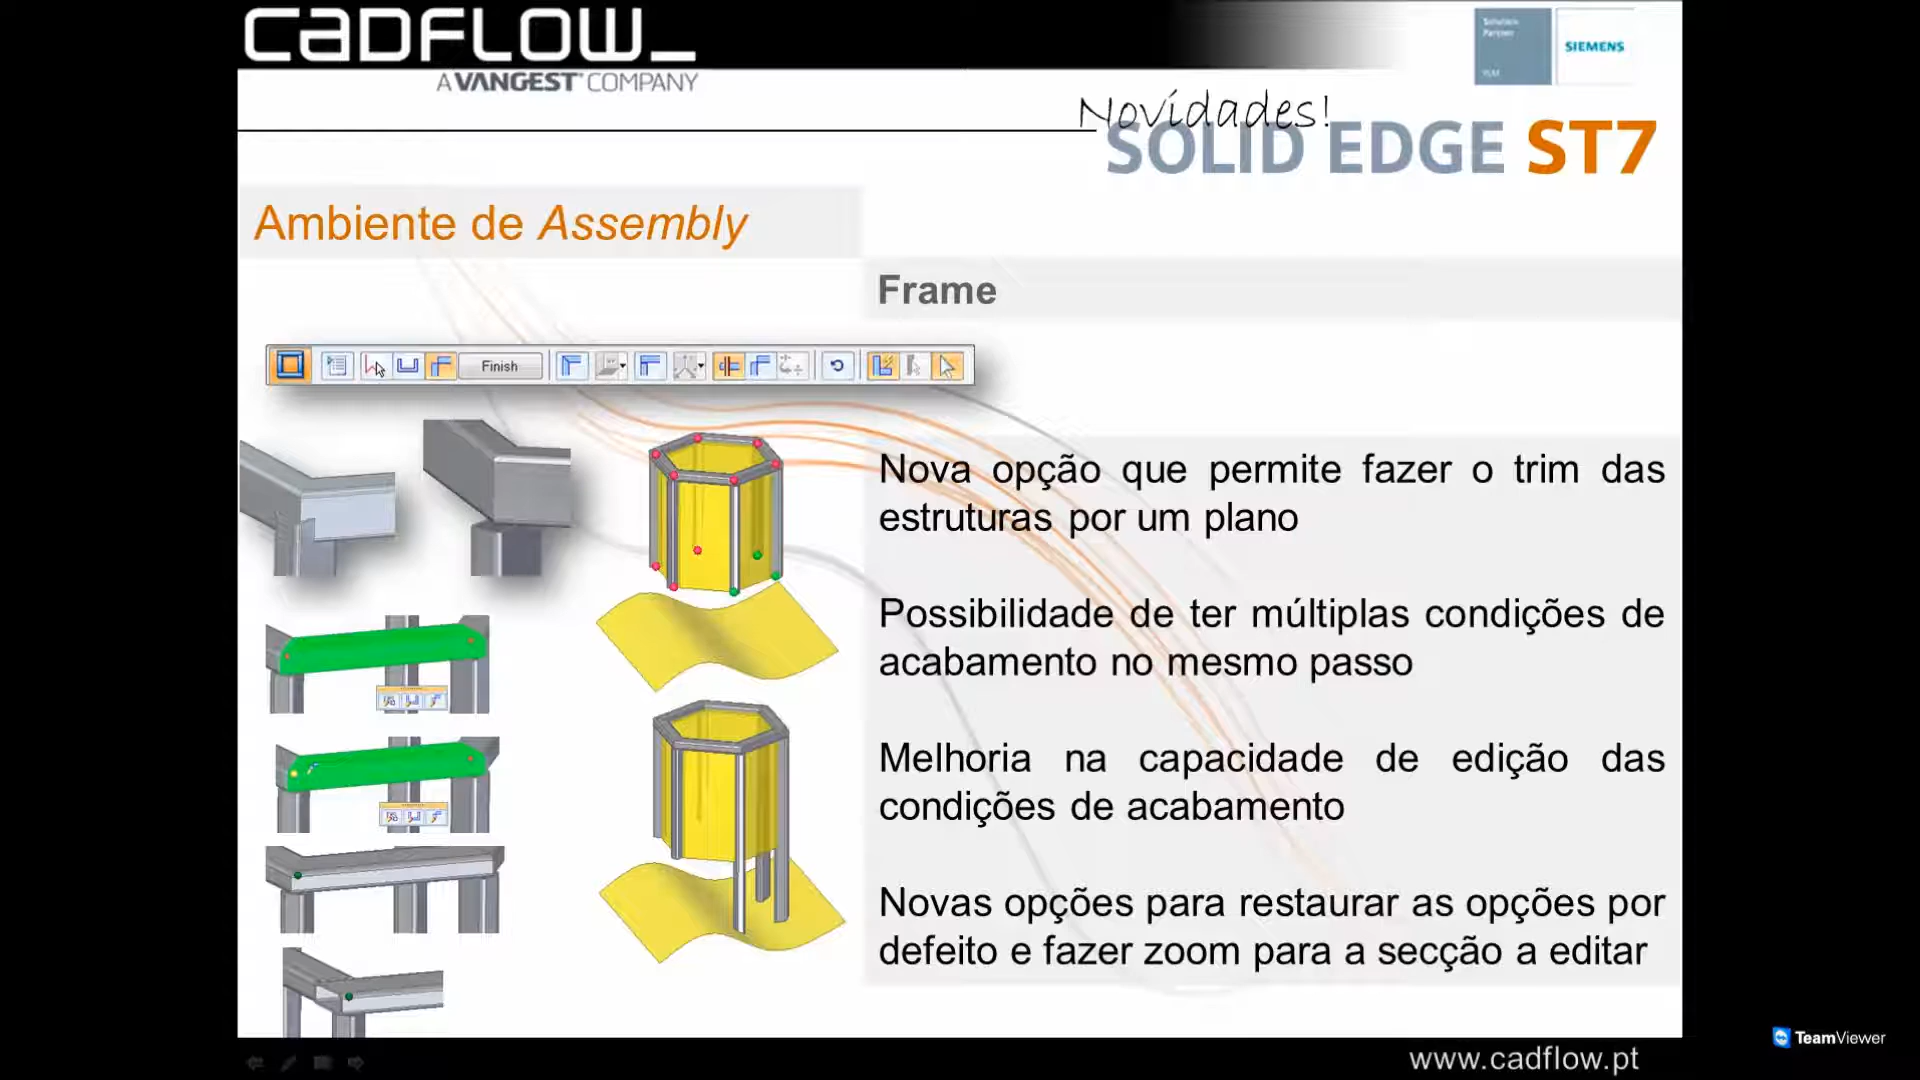 CADFLOW_
A VANGEST COMPANY
Solution
Partner
PLM
SIEMENS
Novidades!
SOLID EDGE ST7
Ambiente de Assembly
Frame
Finish
Nova opção que permite fazer o trim das
estruturas por um plano
Possibilidade de ter múltiplas condições de
acabamento no mesmo passo
Melhoria na capacidade de edição das
condições de acabamento
Novas opções para restaurar as opções por
defeito e fazer zoom para a secção a editar
TeamViewer
www.cadflow.pt